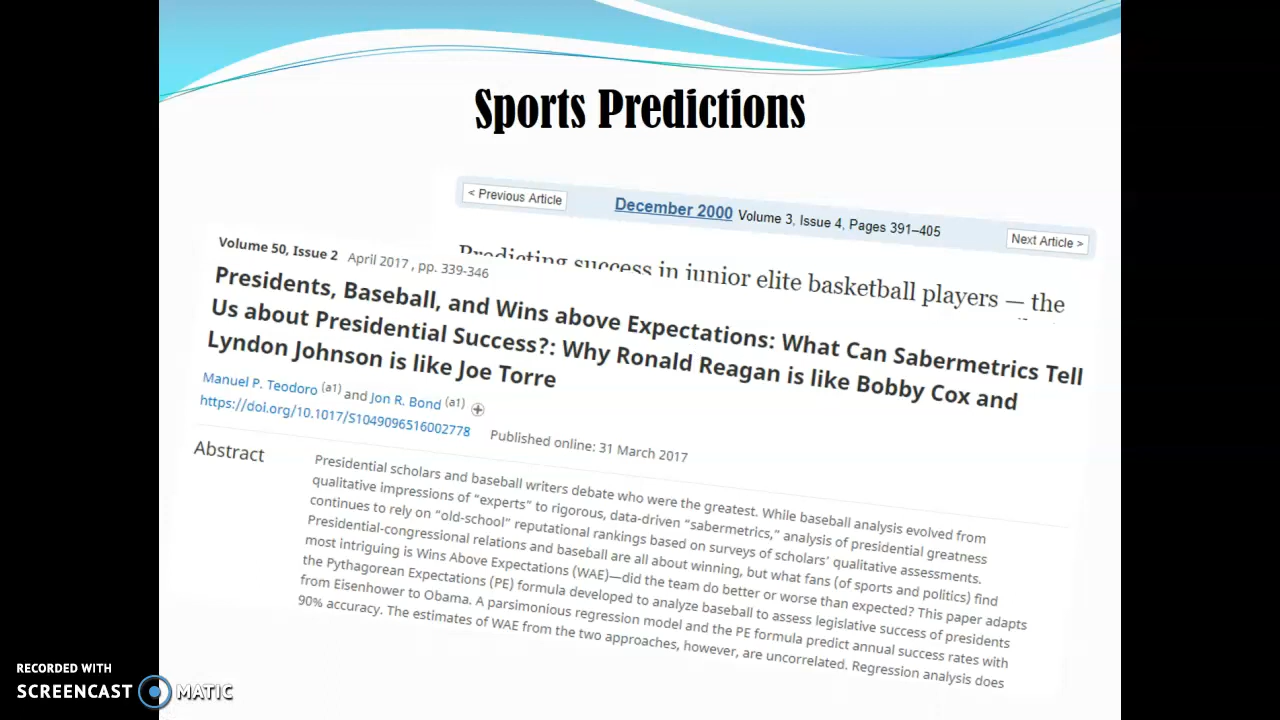 Sports Predictions
< Previous Article
December 2000 Volume 3, Issue 4, Pages 391–405
Next Article >
Predicting success in junior elite basketball players — the
Volume 50, Issue 2 April 2017 , pp. 339-346
Presidents, Baseball, and Wins above Expectations: What Can Sabermetrics Tell
Us about Presidential Success?: Why Ronald Reagan is like Bobby Cox and
Lyndon Johnson is like Joe Torre
Manuel P. Teodoro (a1) and Jon R. Bond (a1)
https://doi.org/10.1017/S1049096516002778 Published online: 31 March 2017
Abstract
Presidential scholars and baseball writers debate who were the greatest. While baseball analysis evolved from
qualitative impressions of “experts” to rigorous, data-driven “sabermetrics,” analysis of presidential greatness
continues to rely on “old-school” reputational rankings based on surveys of scholars’ qualitative assessments.
Presidential-congressional relations and baseball are all about winning, but what fans (of sports and politics) find
most intriguing is Wins Above Expectations (WAE)—did the team do better or worse than expected? This paper adapts
the Pythagorean Expectations (PE) formula developed to analyze baseball to assess legislative success of presidents
from Eisenhower to Obama. A parsimonious regression model and the PE formula predict annual success rates with
90% accuracy. The estimates of WAE from the two approaches, however, are uncorrelated. Regression analysis does
RECORDED WITH
SCREENCAST MATIC